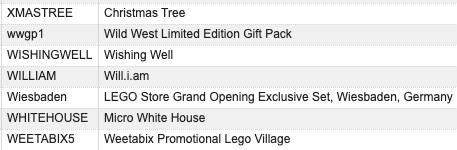 XMASTREE Christmas Tree
wwgp1 Wild West Limited Edition Gift Pack
WISHINGWELL Wishing Well
WILLIAM Will.i.am
Wiesbaden LEGO Store Grand Opening Exclusive Set, Wiesbaden, Germany
WHITEHOUSE Micro White House
WEETABIX5 Weetabix Promotional Lego Village